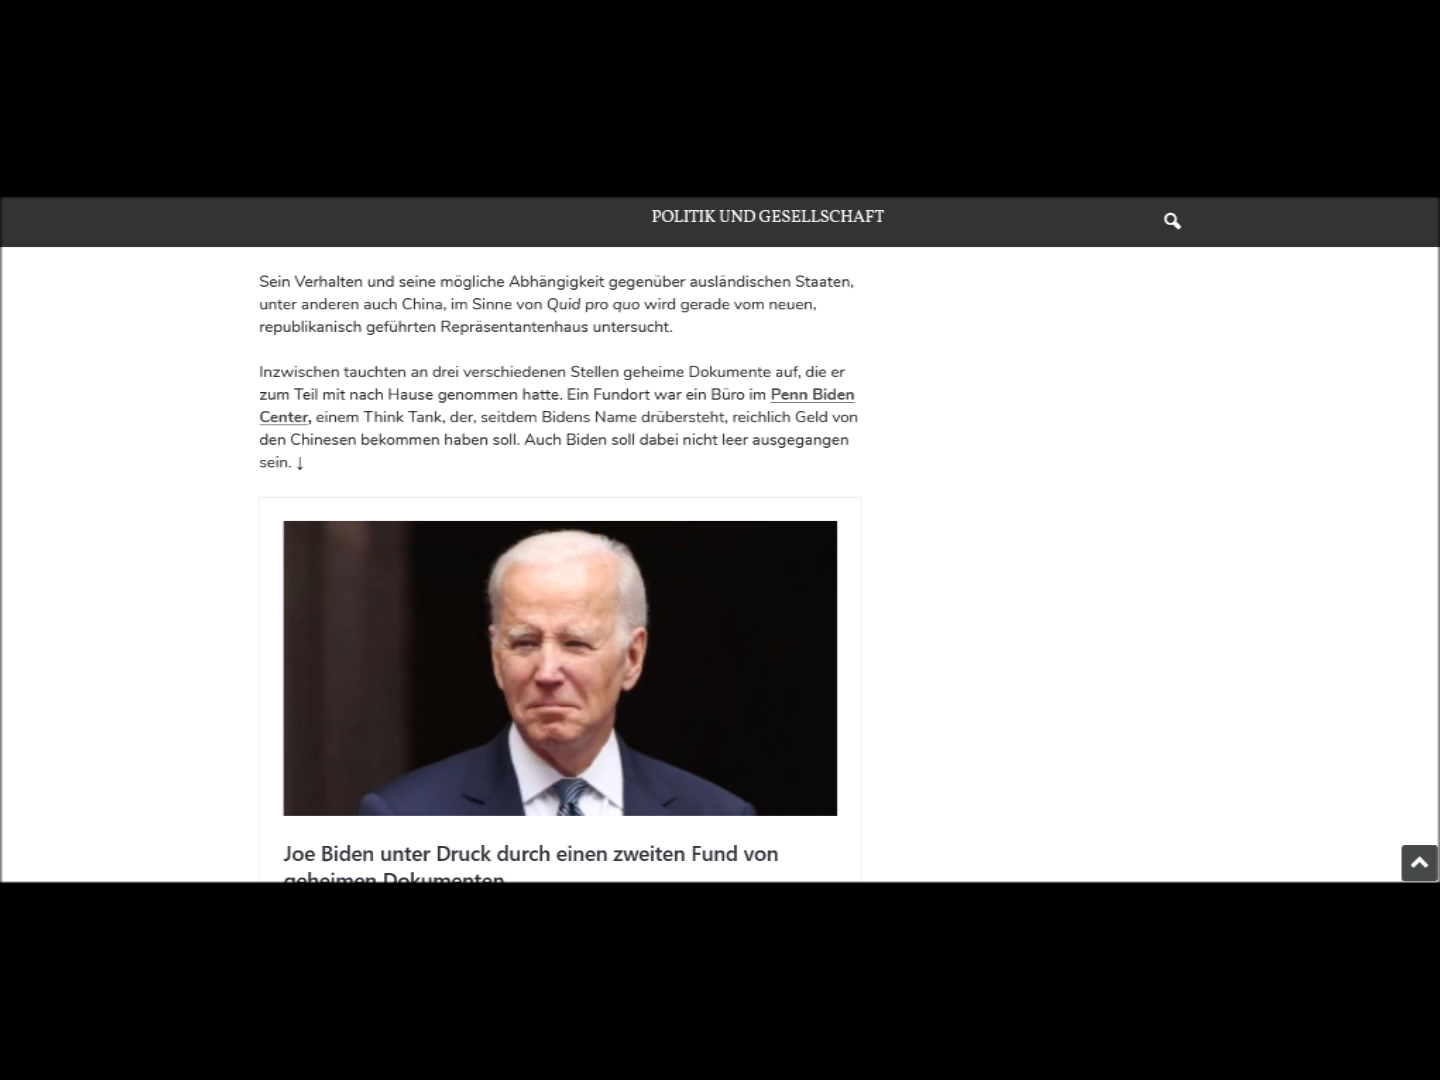 POLITIK UND GESELLSCHAFT
Sein Verhalten und seine mögliche Abhängigkeit gegenüber ausländischen Staaten,
unter anderen auch China, im Sinne von Quid pro quo wird gerade vom neuen,
republikanisch geführten Repräsentantenhaus untersucht.
Inzwischen tauchten an drei verschiedenen Stellen geheime Dokumente auf, die er
zum Teil mit nach Hause genommen hatte. Ein Fundort war ein Büro im Penn Biden
Center, einem Think Tank, der, seitdem Bidens Name drübersteht, reichlich Geld von
den Chinesen bekommen haben soll. Auch Biden soll dabei nicht leer ausgegangen
sein. ↓
Joe Biden unter Druck durch einen zweiten Fund von
geheimen Dokumenten